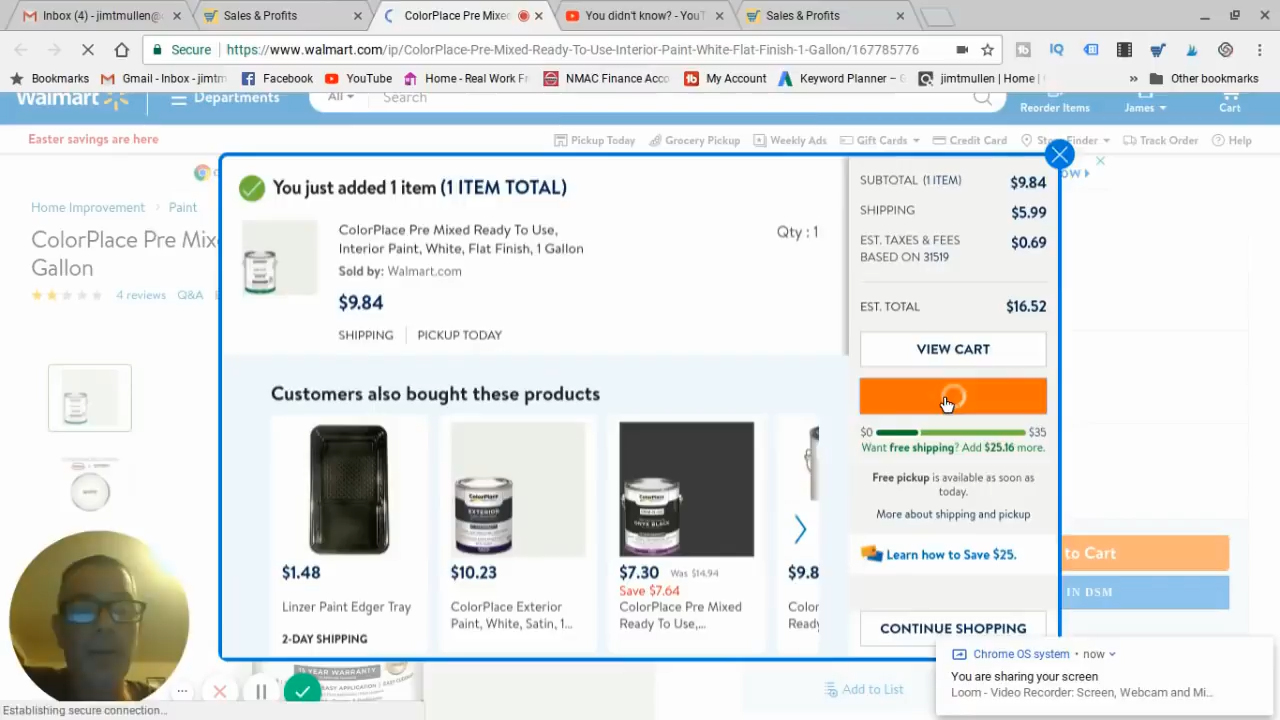 Inbox (4) - jimtmullen@
Sales & Profits
ColorPlace Pre Mixe
You didn't know? - YouT
Sales & Profits
Secure
https://www.walmart.com/ip/ColorPlace-Pre-Mixed-Ready-To-Use-Interior-Paint-White-Flat-Finish-1-Gallon/167785776
IQ
Bookmarks
Gmail - Inbox - jimtm
Facebook
YouTube
Home - Real Work Fr
NMAC Finance Acco
My Account
Keyword Planner –
jimtmullen | Home |
Other bookmarks
Walmart
Departments
All
Search
Reorder Items
James
Cart
Easter savings are here
Pickup Today
Grocery Pickup
Weekly Ads
Gift Cards
Credit Card
Store Finder
Track Order
Help
Home Improvement
Paint
ColorPlace Pre Mixe
Gallon
4 reviews
Q&A
You just added 1 item (1 ITEM TOTAL)
ColorPlace Pre Mixed Ready To Use,
Interior Paint, White, Flat Finish, 1 Gallon
Sold by: Walmart.com
$9.84
SHIPPING
PICKUP TODAY
Qty : 1
Customers also bought these products
$1.48
Linzer Paint Edger Tray
2-DAY SHIPPING
ColorPlace
EXTERIOR
$10.23
ColorPlace Exterior
Paint, White, Satin, 1...
ColorPlace
$7.30 Was $14.94
Save $7.64
ColorPlace Pre Mixed
Ready To Use,...
$9.8
Color
Ready
SUBTOTAL (1 ITEM) $9.84
SHIPPING $5.99
EST. TAXES & FEES $0.69
BASED ON 31519
EST. TOTAL $16.52
VIEW CART
$0 $35
Want free shipping? Add $25.16 more.
Free pickup is available as soon as
today.
More about shipping and pickup
Learn how to Save $25.
CONTINUE SHOPPING
to Cart
IN DSM
Add to List
Chrome OS system • now
You are sharing your screen
Loom - Video Recorder: Screen, Webcam and Mi...
Establishing secure connection...